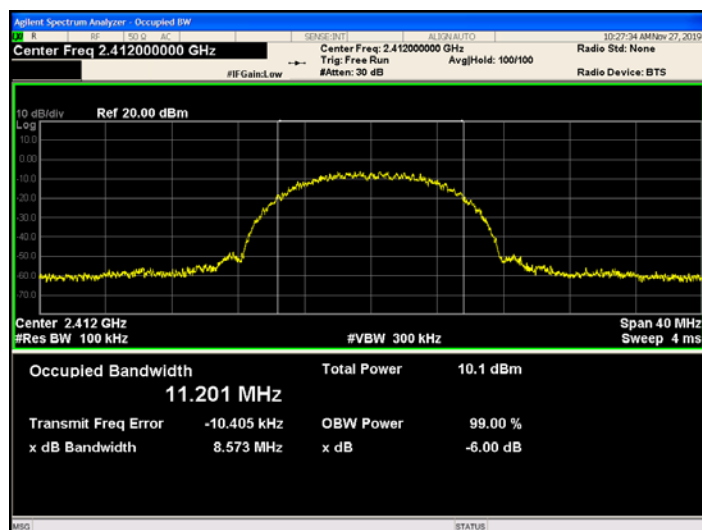 Agilent Spectrum Analyzer - Occupied BW
LXI R RF 50 Ω AC SENSE:INT ALIGN AUTO 10:27:34 AM Nov 27, 2019
Center Freq 2.412000000 GHz Center Freq: 2.412000000 GHz Radio Std: None
Trig: Free Run Avg|Hold: 100/100
#IFGain:Low #Atten: 30 dB Radio Device: BTS
10 dB/div Ref 20.00 dBm
Log
10.0
0.00
-10.0
-20.0
-30.0
-40.0
-50.0
-60.0
-70.0
Center 2.412 GHz Span 40 MHz
#Res BW 100 kHz #VBW 300 kHz Sweep 4 ms
Occupied Bandwidth Total Power 10.1 dBm
11.201 MHz
Transmit Freq Error -10.405 kHz OBW Power 99.00 %
x dB Bandwidth 8.573 MHz x dB -6.00 dB
MSG STATUS